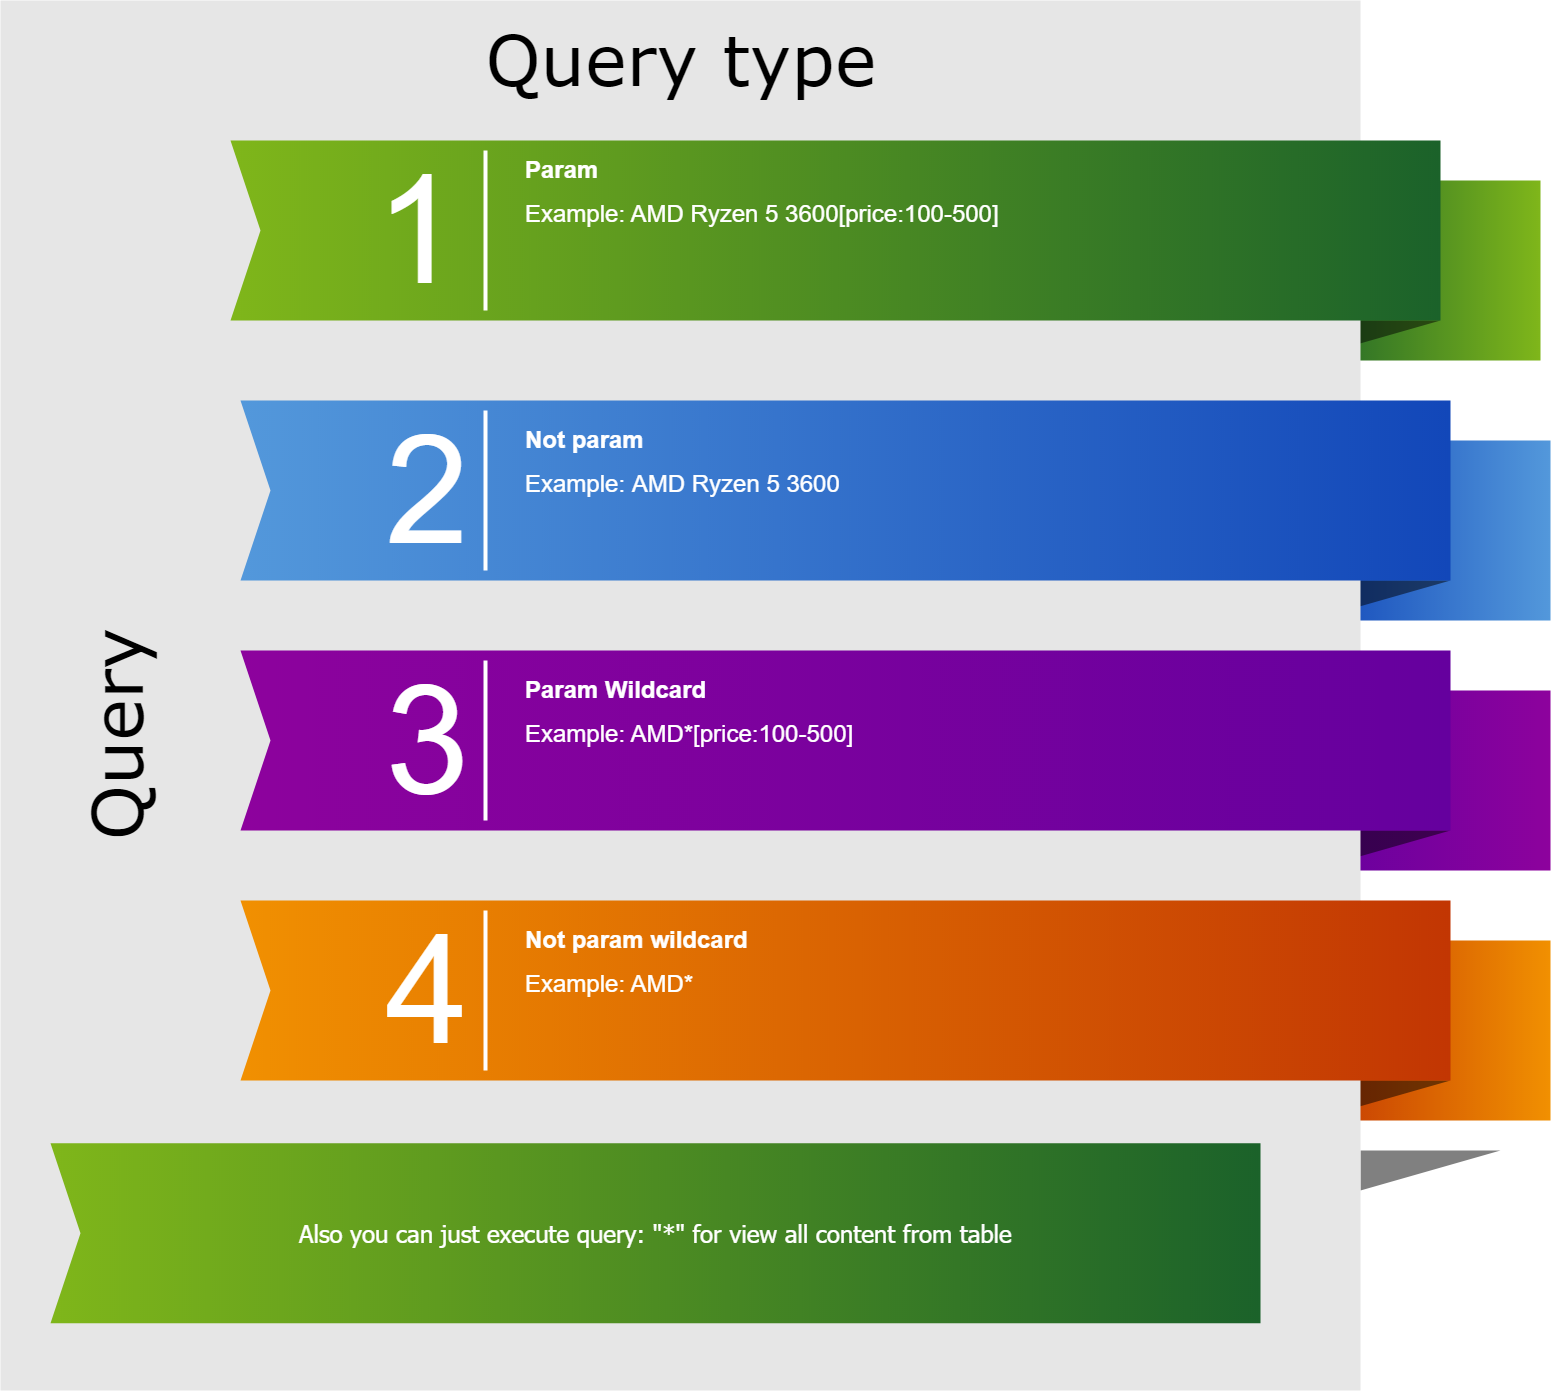 Query type
1
Param
Example: AMD Ryzen 5 3600[price:100-500]
2
Not param
Example: AMD Ryzen 5 3600
Query
3
Param Wildcard
Example: AMD*[price:100-500]
4
Not param wildcard
Example: AMD*
Also you can just execute query: "*" for view all content from table